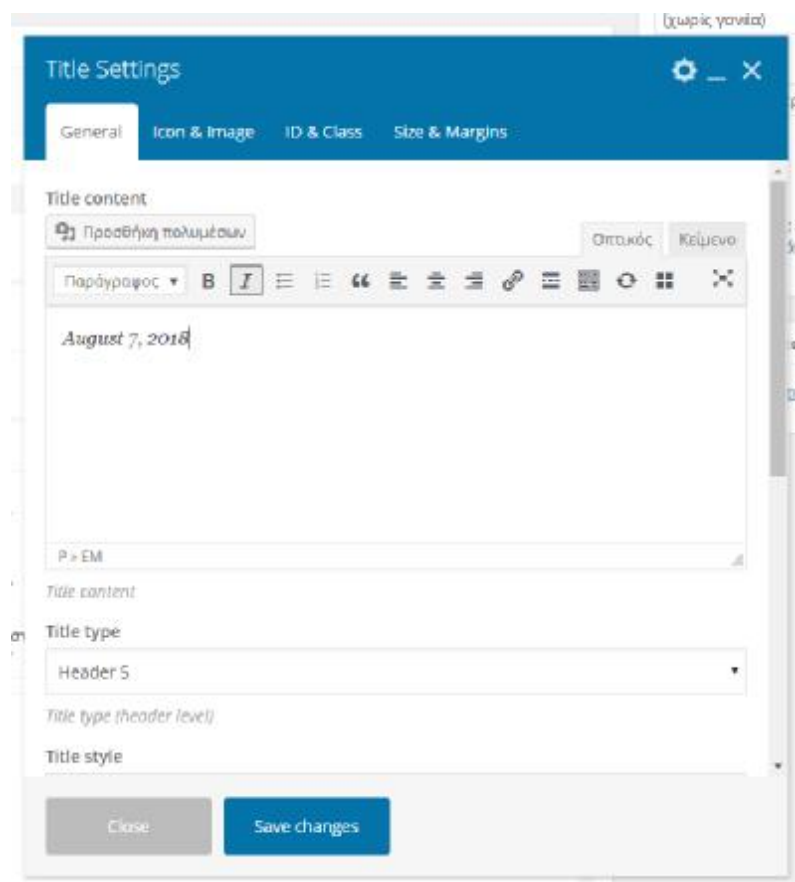 (χωρίς γονέα)
Title Settings
General Icon & Image ID & Class Size & Margins
Title content
Προσθήκη πολυμέσων
Οπτικός Κείμενο
Παράγραφος B I
August 7, 2018
P » EM
Title content
Title type
Header 5
Title type (header level)
Title style
Close Save changes